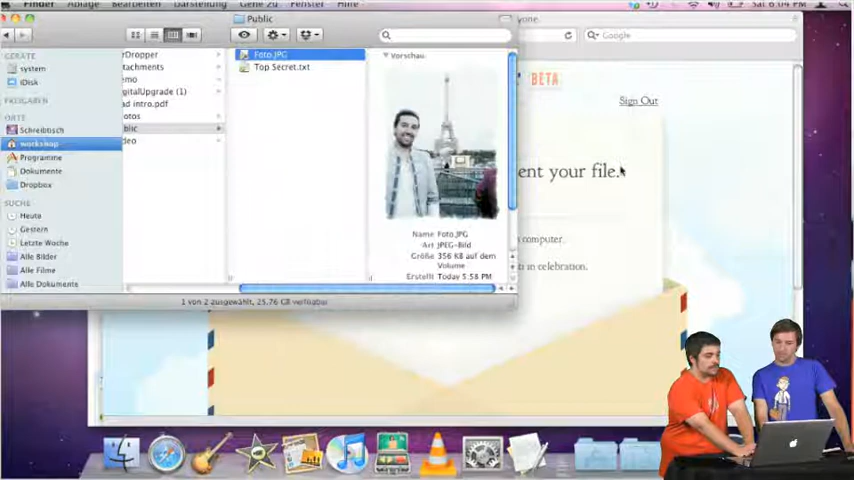 Finder Ablage Bearbeiten Darstellung Gehe zu Fenster Hilfe
Sat 6:04 PM
Public
Google
GERÄTE
system
iDisk
FREIGABEN
ORTE
Schreibtisch
workshop
Programme
Dokumente
Dropbox
SUCHE
Heute
Gestern
Letzte Woche
Alle Bilder
Alle Filme
Alle Dokumente
rDropper
tachments
emo
igitalUpgrade (1)
ad intro.pdf
otos
blic
deo
Foto.JPG
Top Secret.txt
Vorschau:
Name Foto.JPG
Art JPEG-Bild
Größe 356 KB auf dem
Volume
Erstellt Today 5:58 PM
1 von 2 ausgewählt, 25,76 GB verfügbar
BETA
Sign Out
ent your file.
computer.
in celebration.